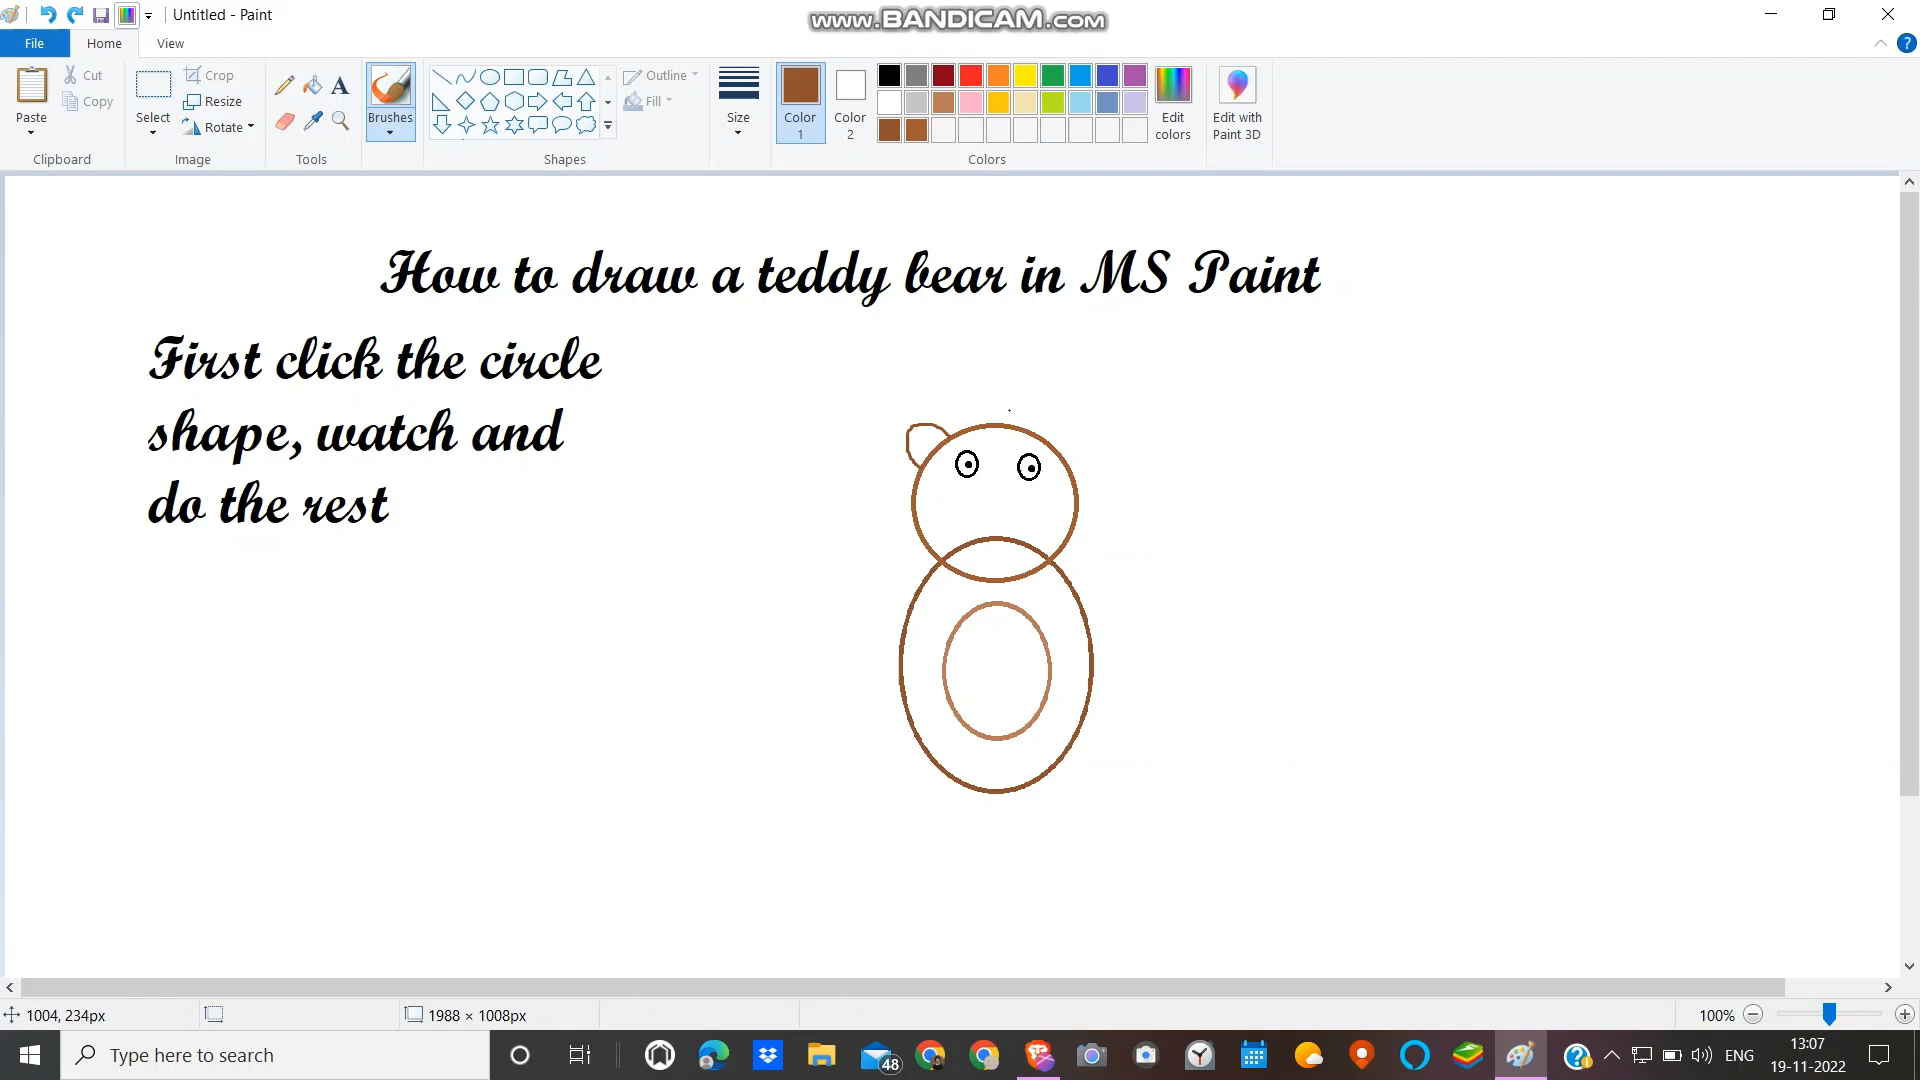 Untitled - Paint
www.BANDICAM.com
File Home View
Paste
Cut
Copy
Clipboard
Select
Crop
Resize
Rotate
Image
Tools
Brushes
Shapes
Outline
Fill
Size
Color 1
Color 2
Colors
Edit colors
Edit with Paint 3D
How to draw a teddy bear in MS Paint
First click the circle
shape, watch and
do the rest
1004, 234px
1988 × 1008px
100%
Type here to search
48
ENG
13:07
19-11-2022